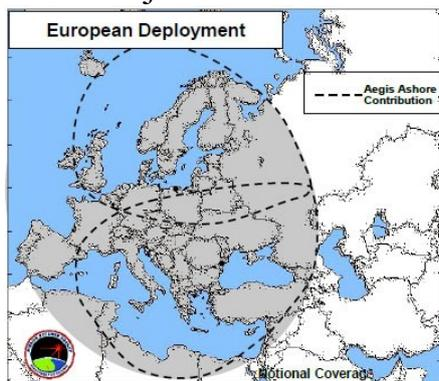 European Deployment
Aegis Ashore
Contribution
Notional Coverage